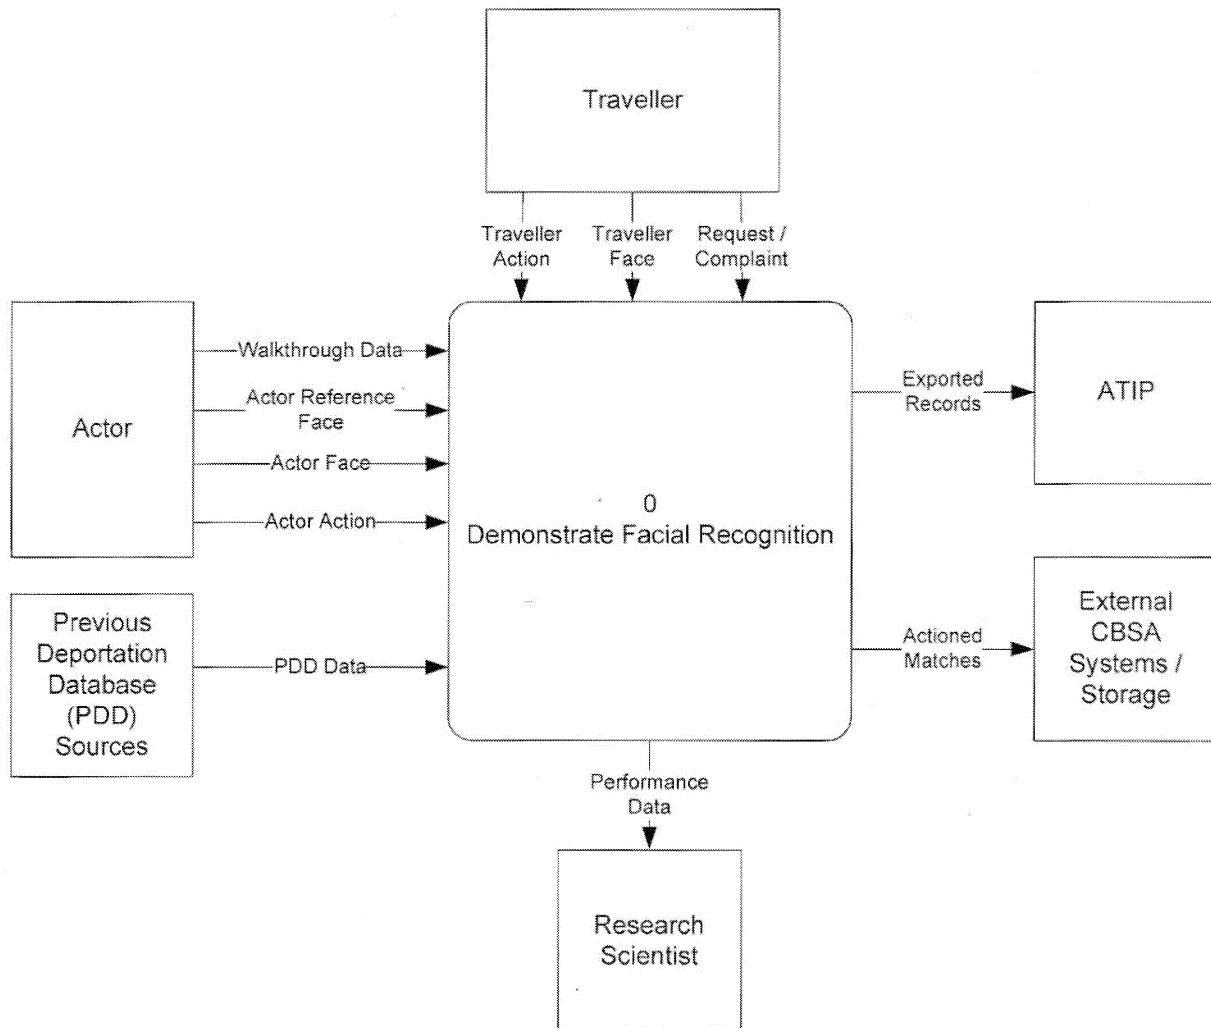 Traveller
Traveller
Action
Traveller
Face
Request /
Complaint
Actor
Walkthrough Data
Actor Reference
Face
Actor Face
Actor Action
0
Demonstrate Facial Recognition
Exported
Records
ATIP
Previous
Deportation
Database
(PDD)
Sources
PDD Data
Actioned
Matches
External
CBSA
Systems /
Storage
Performance
Data
Research
Scientist